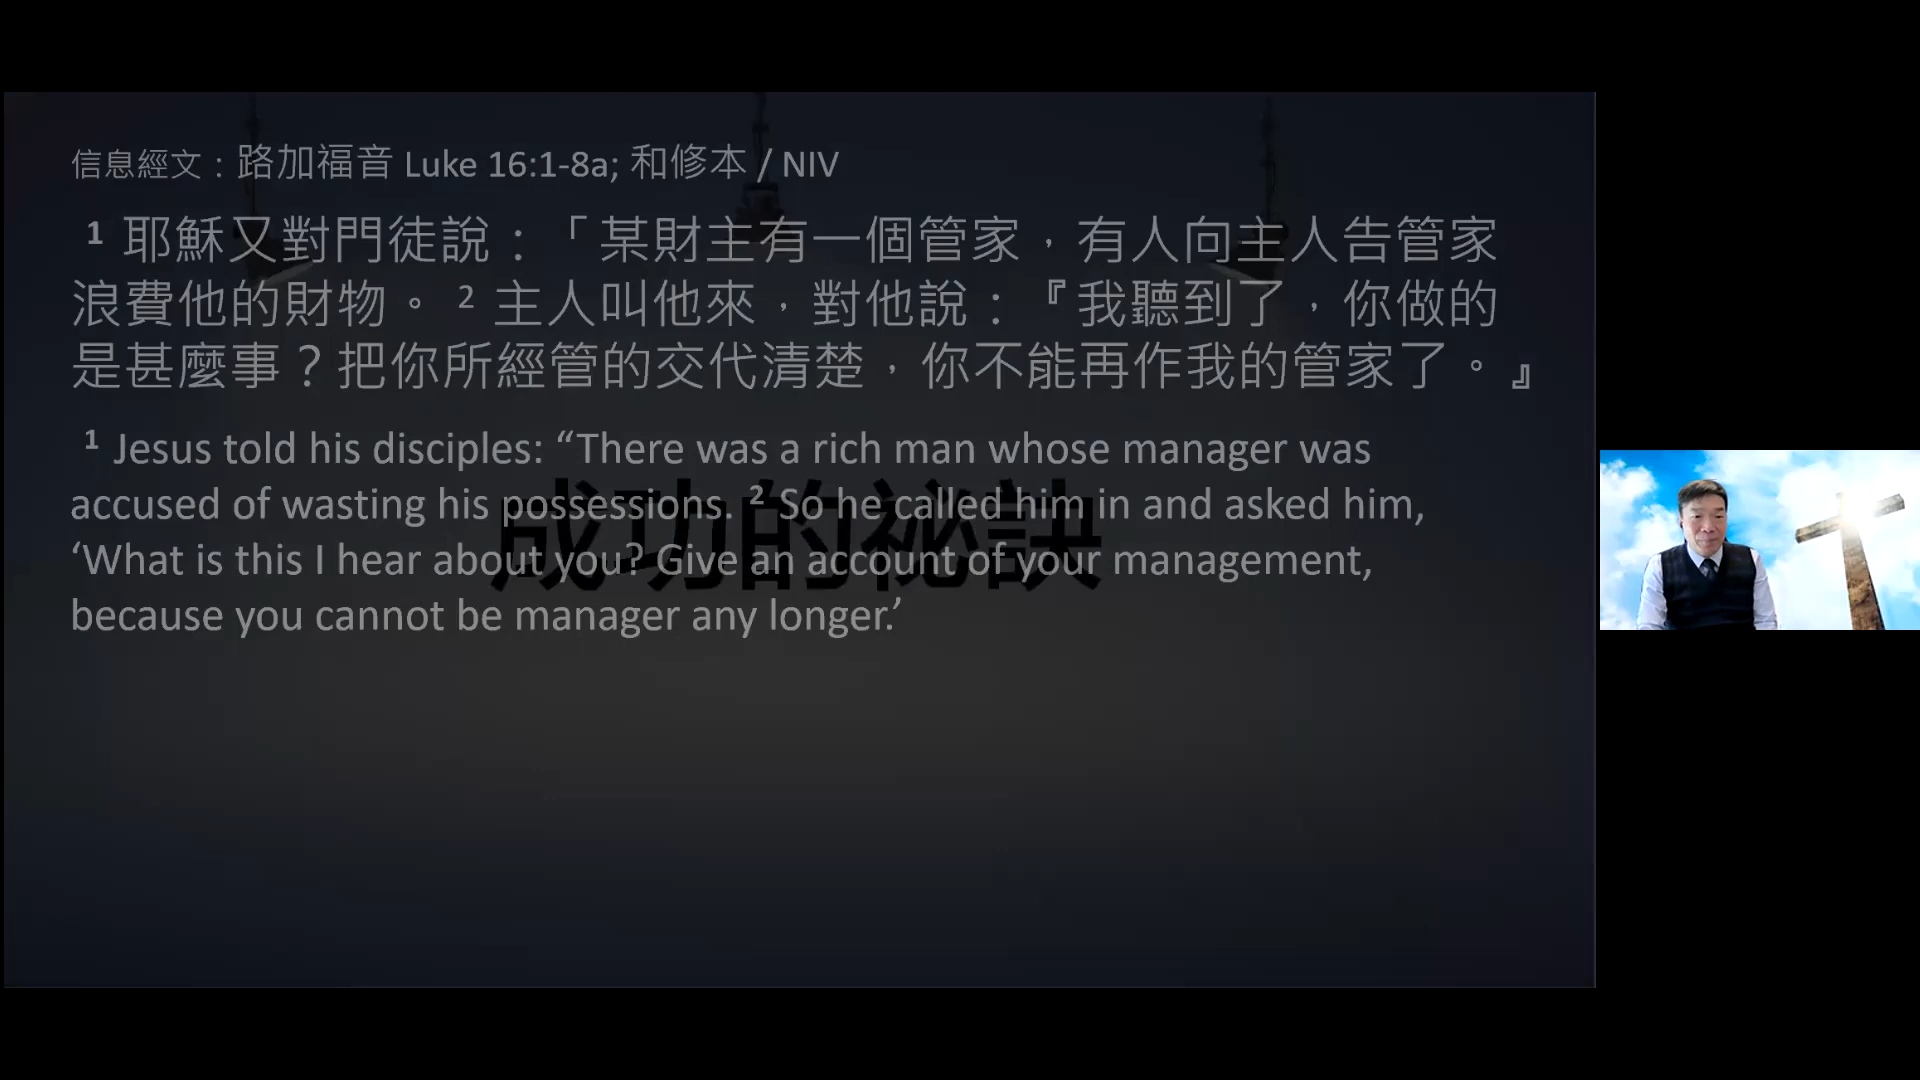 信息經文：路加福音 Luke 16:1-8a; 和修本 / NIV
1 耶穌又對門徒說：「某財主有一個管家，有人向主人告管家
浪費他的財物。 2 主人叫他來，對他說：『我聽到了，你做的
是甚麼事？把你所經管的交代清楚，你不能再作我的管家了。』
1 Jesus told his disciples: “There was a rich man whose manager was
accused of wasting his possessions. 2 So he called him in and asked him,
‘What is this I hear about you? Give an account of your management,
because you cannot be manager any longer.’
成功的祕訣